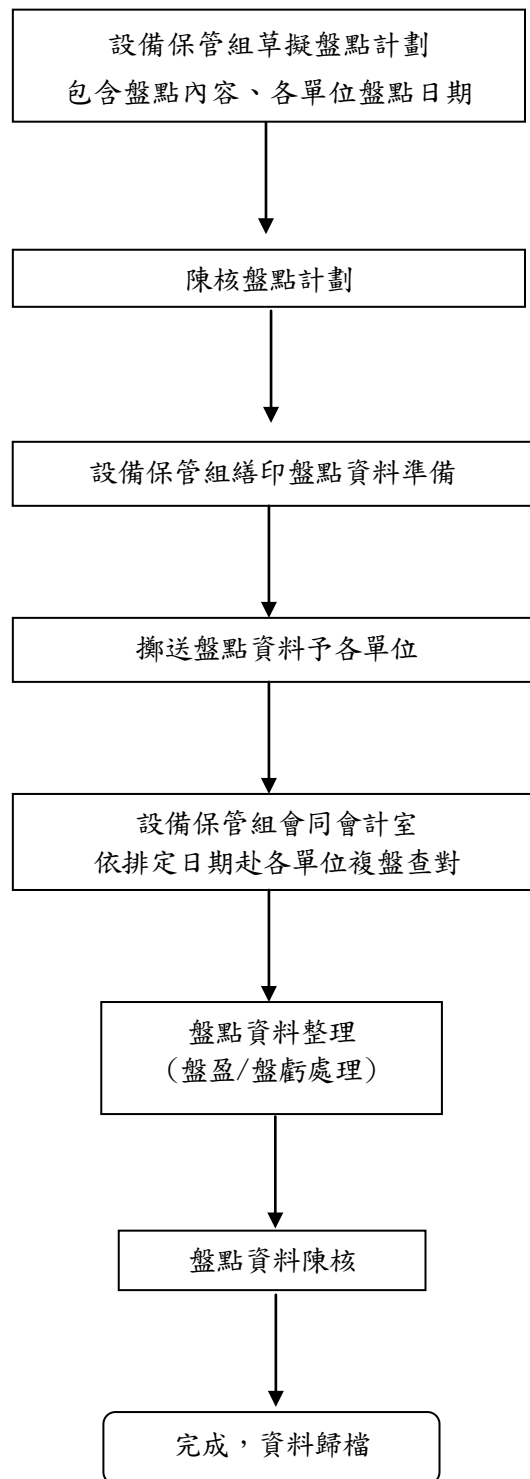 設備保管組草擬盤點計劃
包含盤點內容、各單位盤點日期
陳核盤點計劃
設備保管組繕印盤點資料準備
擲送盤點資料予各單位
設備保管組會同會計室
依排定日期赴各單位複盤查對
盤點資料整理
(盤盈/盤虧處理)
盤點資料陳核
完成，資料歸檔